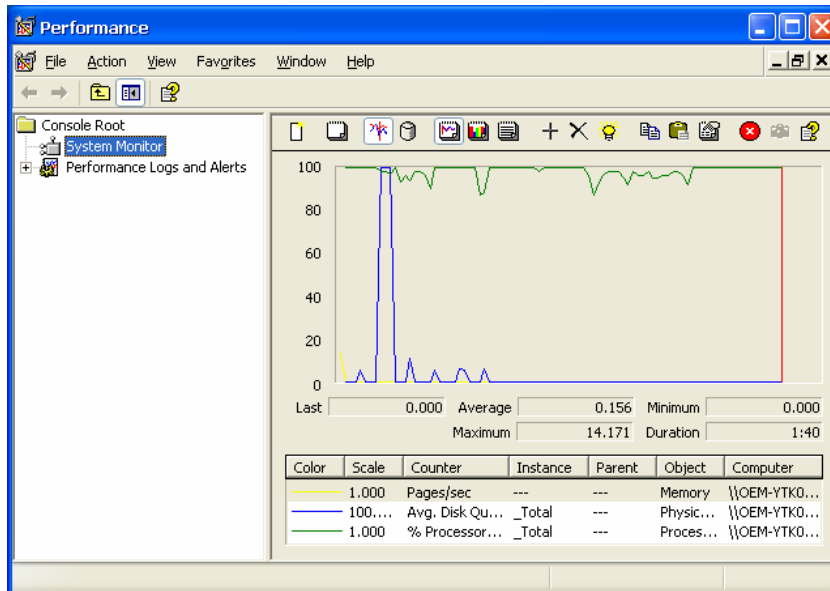 Performance
File Action View Favorites Window Help
Console Root
System Monitor
Performance Logs and Alerts
100
80
60
40
20
0
Last 0.000 Average 0.156 Minimum 0.000
Maximum 14.171 Duration 1:40
Color Scale Counter Instance Parent Object Computer
1.000 Pages/sec --- --- Memory \\OEM-YTK0...
100.... Avg. Disk Qu... _Total --- Physic... \\OEM-YTK0...
1.000 % Processor... _Total --- Proces... \\OEM-YTK0...